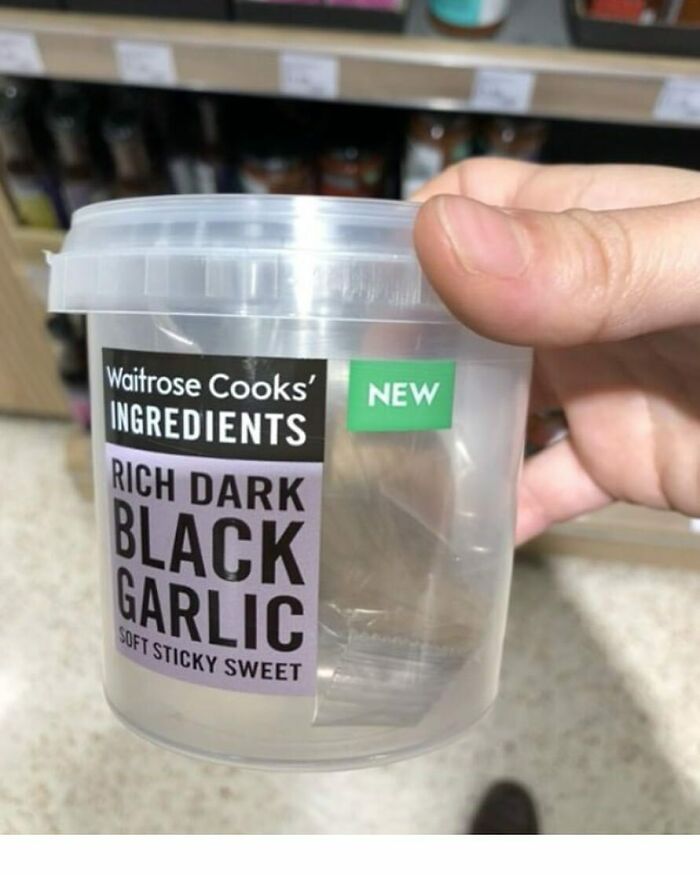 Waitrose Cooks'
INGREDIENTS
NEW
RICH DARK
BLACK
GARLIC
SOFT STICKY SWEET